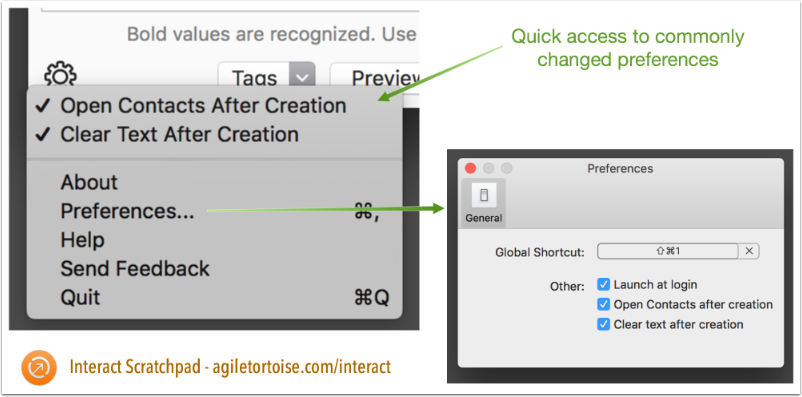 Bold values are recognized. Use
Quick access to commonly
changed preferences
Tags
Preview
✓ Open Contacts After Creation
✓ Clear Text After Creation
About
Preferences... ⌘,
Help
Send Feedback
Quit ⌘Q
Preferences
General
Global Shortcut: ⇧⌘1
Other: Launch at login
Open Contacts after creation
Clear text after creation
Interact Scratchpad - agiletortoise.com/interact